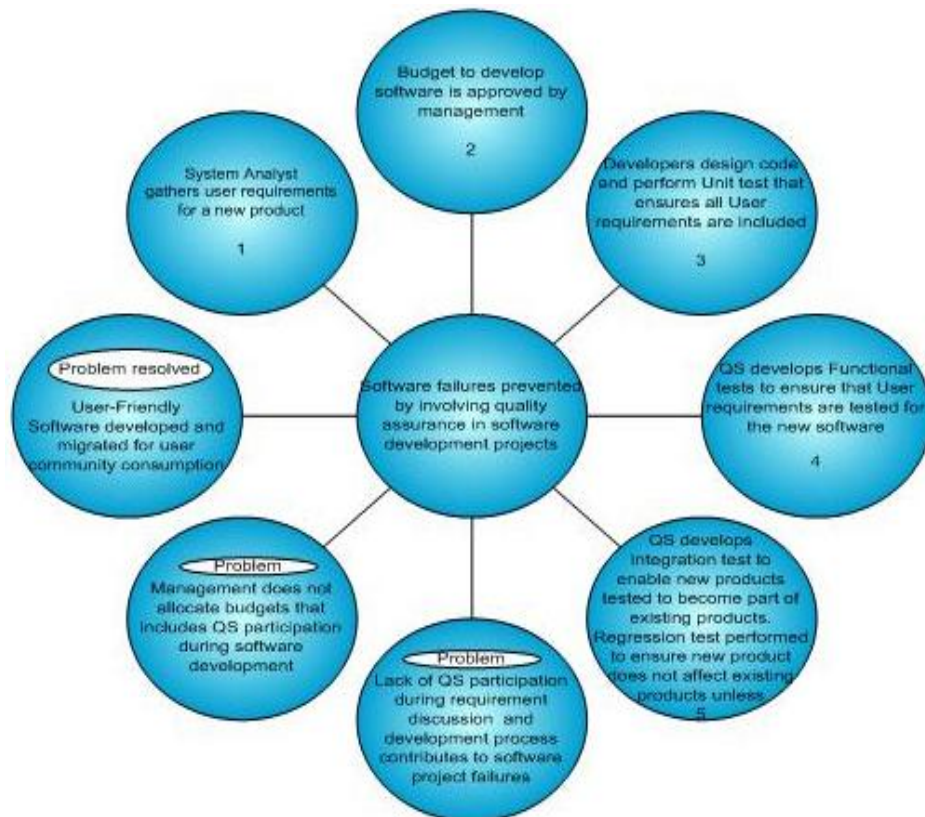 Budget to develop
software is approved by
management
2
System Analyst
gathers user requirements
for a new product
1
Developers design code
and perform Unit test that
ensures all User
requirements are included
3
Problem resolved
User-Friendly
Software developed and
migrated for user
community consumption
Software failures prevented
by involving quality
assurance in software
development projects
QS develops Functional
tests to ensure that User
requirements are tested for
the new software
4
Problem
Management does not
allocate budgets that
includes QS participation
during software
development
QS develops
Integration test to
enable new products
tested to become part of
existing products.
Regression test performed
to ensure new product
does not affect existing
products unless
5
Problem
Lack of QS participation
during requirement
discussion and
development process
contributes to software
project failures